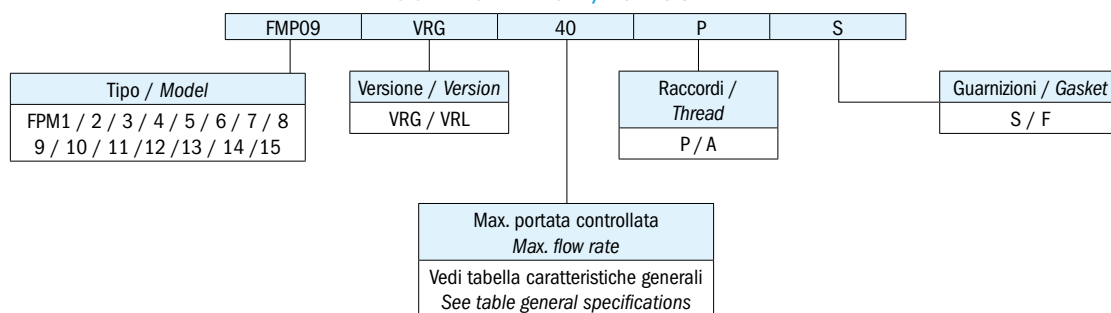 FMP09 VRG 40 P S
Tipo / Model
FPM1 / 2 / 3 / 4 / 5 / 6 / 7 / 8
9 / 10 / 11 /12 /13 / 14 /15
Versione / Version
VRG / VRL
Raccordi /
Thread
P / A
Guarnizioni / Gasket
S / F
Max. portata controllata
Max. flow rate
Vedi tabella caratteristiche generali
See table general specifications